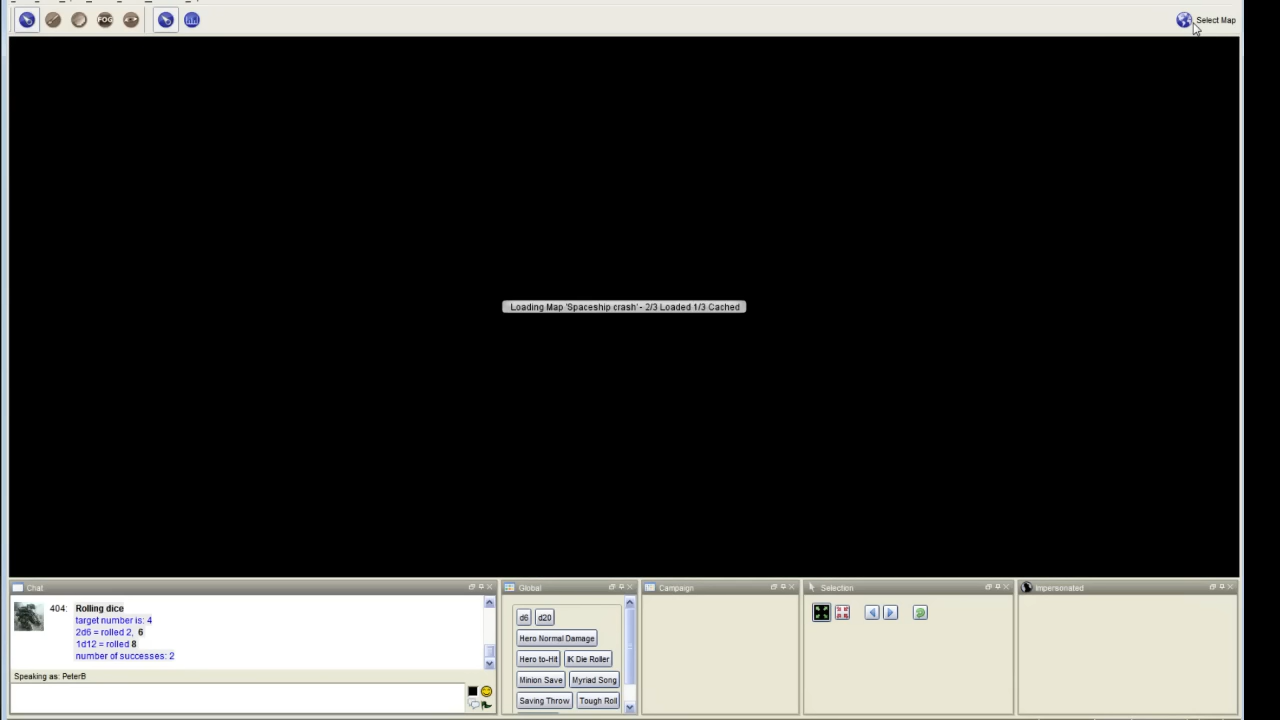 FOG
Select Map
Loading Map 'Spaceship crash' - 2/3 Loaded 1/3 Cached
Chat
404: Rolling dice
target number is: 4
2d6 = rolled 2, 6
1d12 = rolled 8
number of successes: 2
Speaking as: PeterB
Global
d6 d20
Hero Normal Damage
Hero to-Hit IK Die Roller
Minion Save Myriad Song
Saving Throw Tough Roll
Campaign
Selection
Impersonated